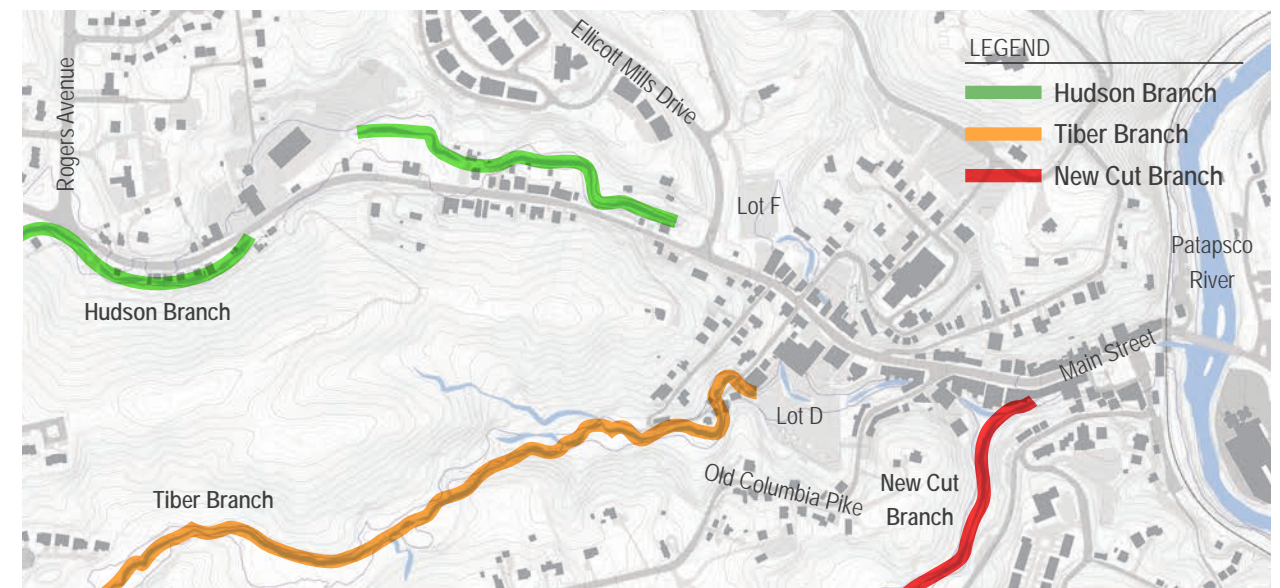 Rogers Avenue
Ellicott Mills Drive
LEGEND
Hudson Branch
Tiber Branch
New Cut Branch
Lot F
Patapsco
River
Hudson Branch
Main Street
Lot D
Old Columbia Pike
New Cut
Branch
Tiber Branch